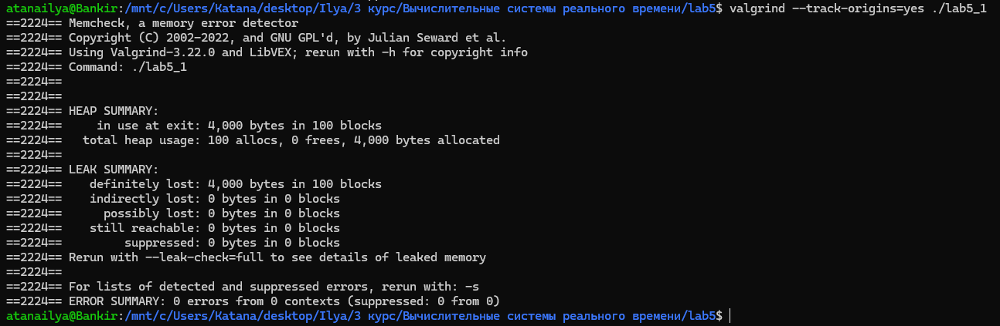 atanailya@Bankir:/mnt/c/Users/Katana/desktop/Ilya/3 курс/Вычислительные системы реального времени/lab5$ valgrind --track-origins=yes ./lab5_1
==2224== Memcheck, a memory error detector
==2224== Copyright (C) 2002-2022, and GNU GPL'd, by Julian Seward et al.
==2224== Using Valgrind-3.22.0 and LibVEX; rerun with -h for copyright info
==2224== Command: ./lab5_1
==2224==
==2224==
==2224== HEAP SUMMARY:
==2224==     in use at exit: 4,000 bytes in 100 blocks
==2224==   total heap usage: 100 allocs, 0 frees, 4,000 bytes allocated
==2224==
==2224== LEAK SUMMARY:
==2224==    definitely lost: 4,000 bytes in 100 blocks
==2224==    indirectly lost: 0 bytes in 0 blocks
==2224==      possibly lost: 0 bytes in 0 blocks
==2224==    still reachable: 0 bytes in 0 blocks
==2224==         suppressed: 0 bytes in 0 blocks
==2224== Rerun with --leak-check=full to see details of leaked memory
==2224==
==2224== For lists of detected and suppressed errors, rerun with: -s
==2224== ERROR SUMMARY: 0 errors from 0 contexts (suppressed: 0 from 0)
atanailya@Bankir:/mnt/c/Users/Katana/desktop/Ilya/3 курс/Вычислительные системы реального времени/lab5$